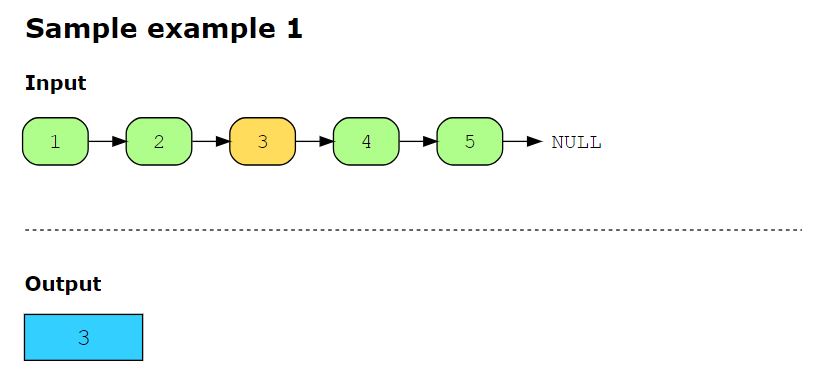 Sample example 1
Input
1 2 3 4 5 NULL
Output
3